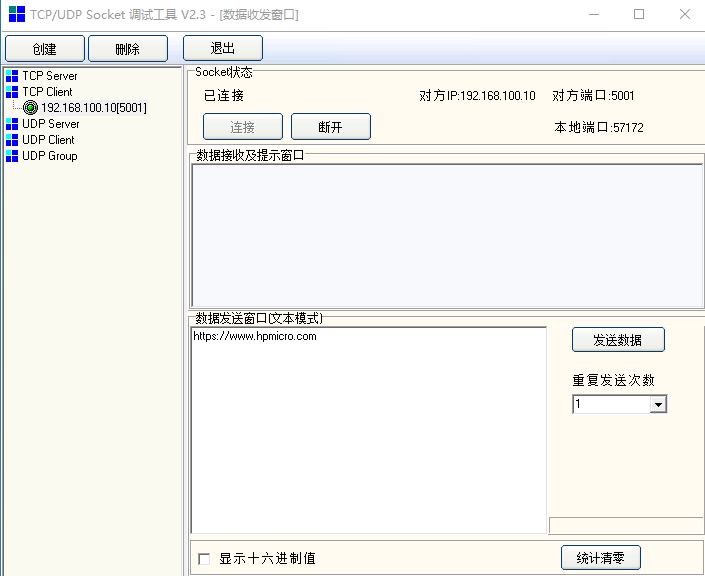 TCP/UDP Socket 调试工具 V2.3 - [数据收发窗口]
创建 删除 退出
TCP Server
TCP Client
192.168.100.10[5001]
UDP Server
UDP Client
UDP Group
Socket状态
已连接 对方IP:192.168.100.10 对方端口:5001
连接 断开 本地端口:57172
数据接收及提示窗口
数据发送窗口(文本模式)
https://www.hpmicro.com
发送数据
重复发送次数
1
显示十六进制值 统计清零